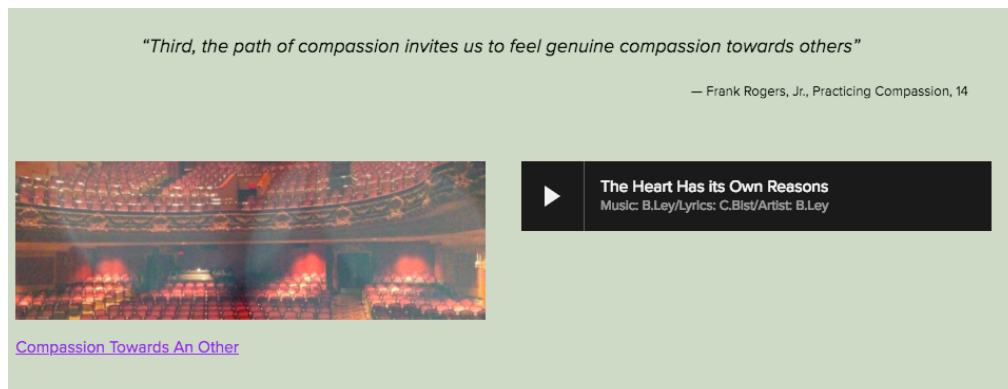 “Third, the path of compassion invites us to feel genuine compassion towards others”
— Frank Rogers, Jr., Practicing Compassion, 14
The Heart Has its Own Reasons
Music: B.Ley/Lyrics: C.Bist/Artist: B.Ley
Compassion Towards An Other